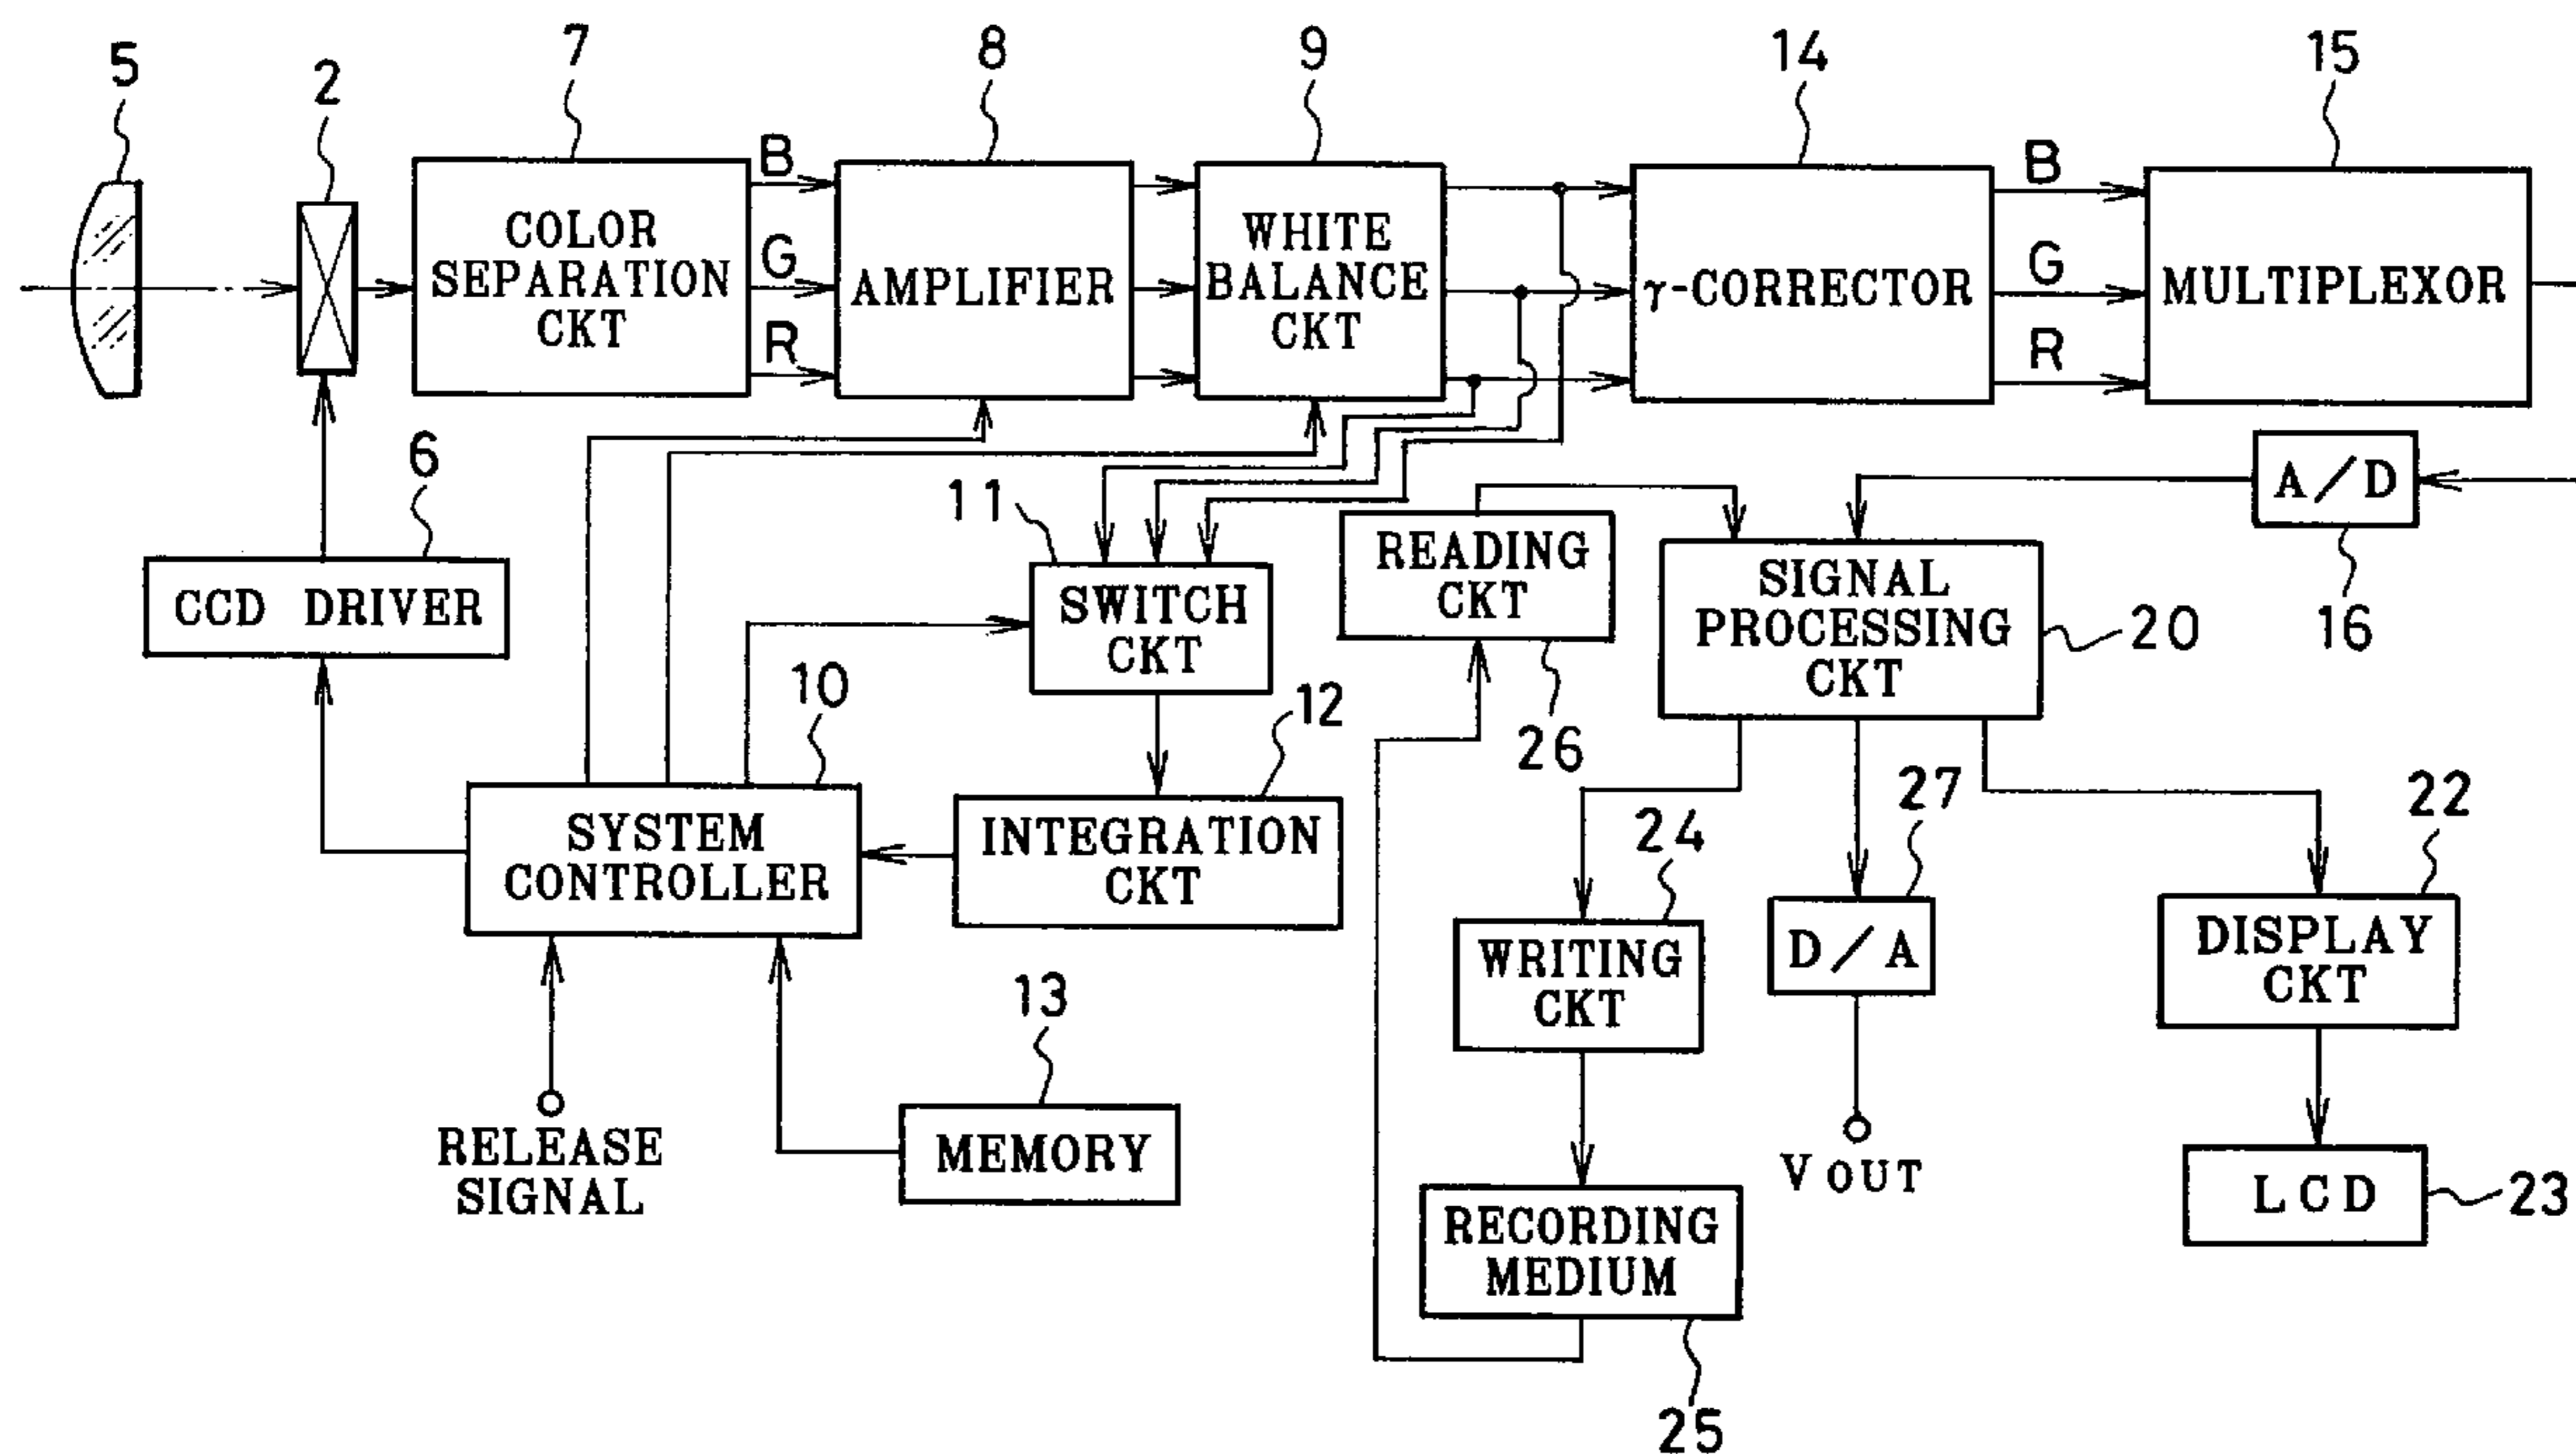 5
2
7
8
9
14
15
COLOR
SEPARATION
CKT
B
G
R
AMPLIFIER
WHITE
BALANCE
CKT
γ-CORRECTOR
B
G
R
MULTIPLEXOR
6
CCD DRIVER
11
SWITCH
CKT
READING
CKT
26
SIGNAL
PROCESSING
CKT
20
A/D
16
10
SYSTEM
CONTROLLER
12
INTEGRATION
CKT
24
WRITING
CKT
27
D/A
22
DISPLAY
CKT
RELEASE
SIGNAL
13
MEMORY
RECORDING
MEDIUM
25
V OUT
LCD
23